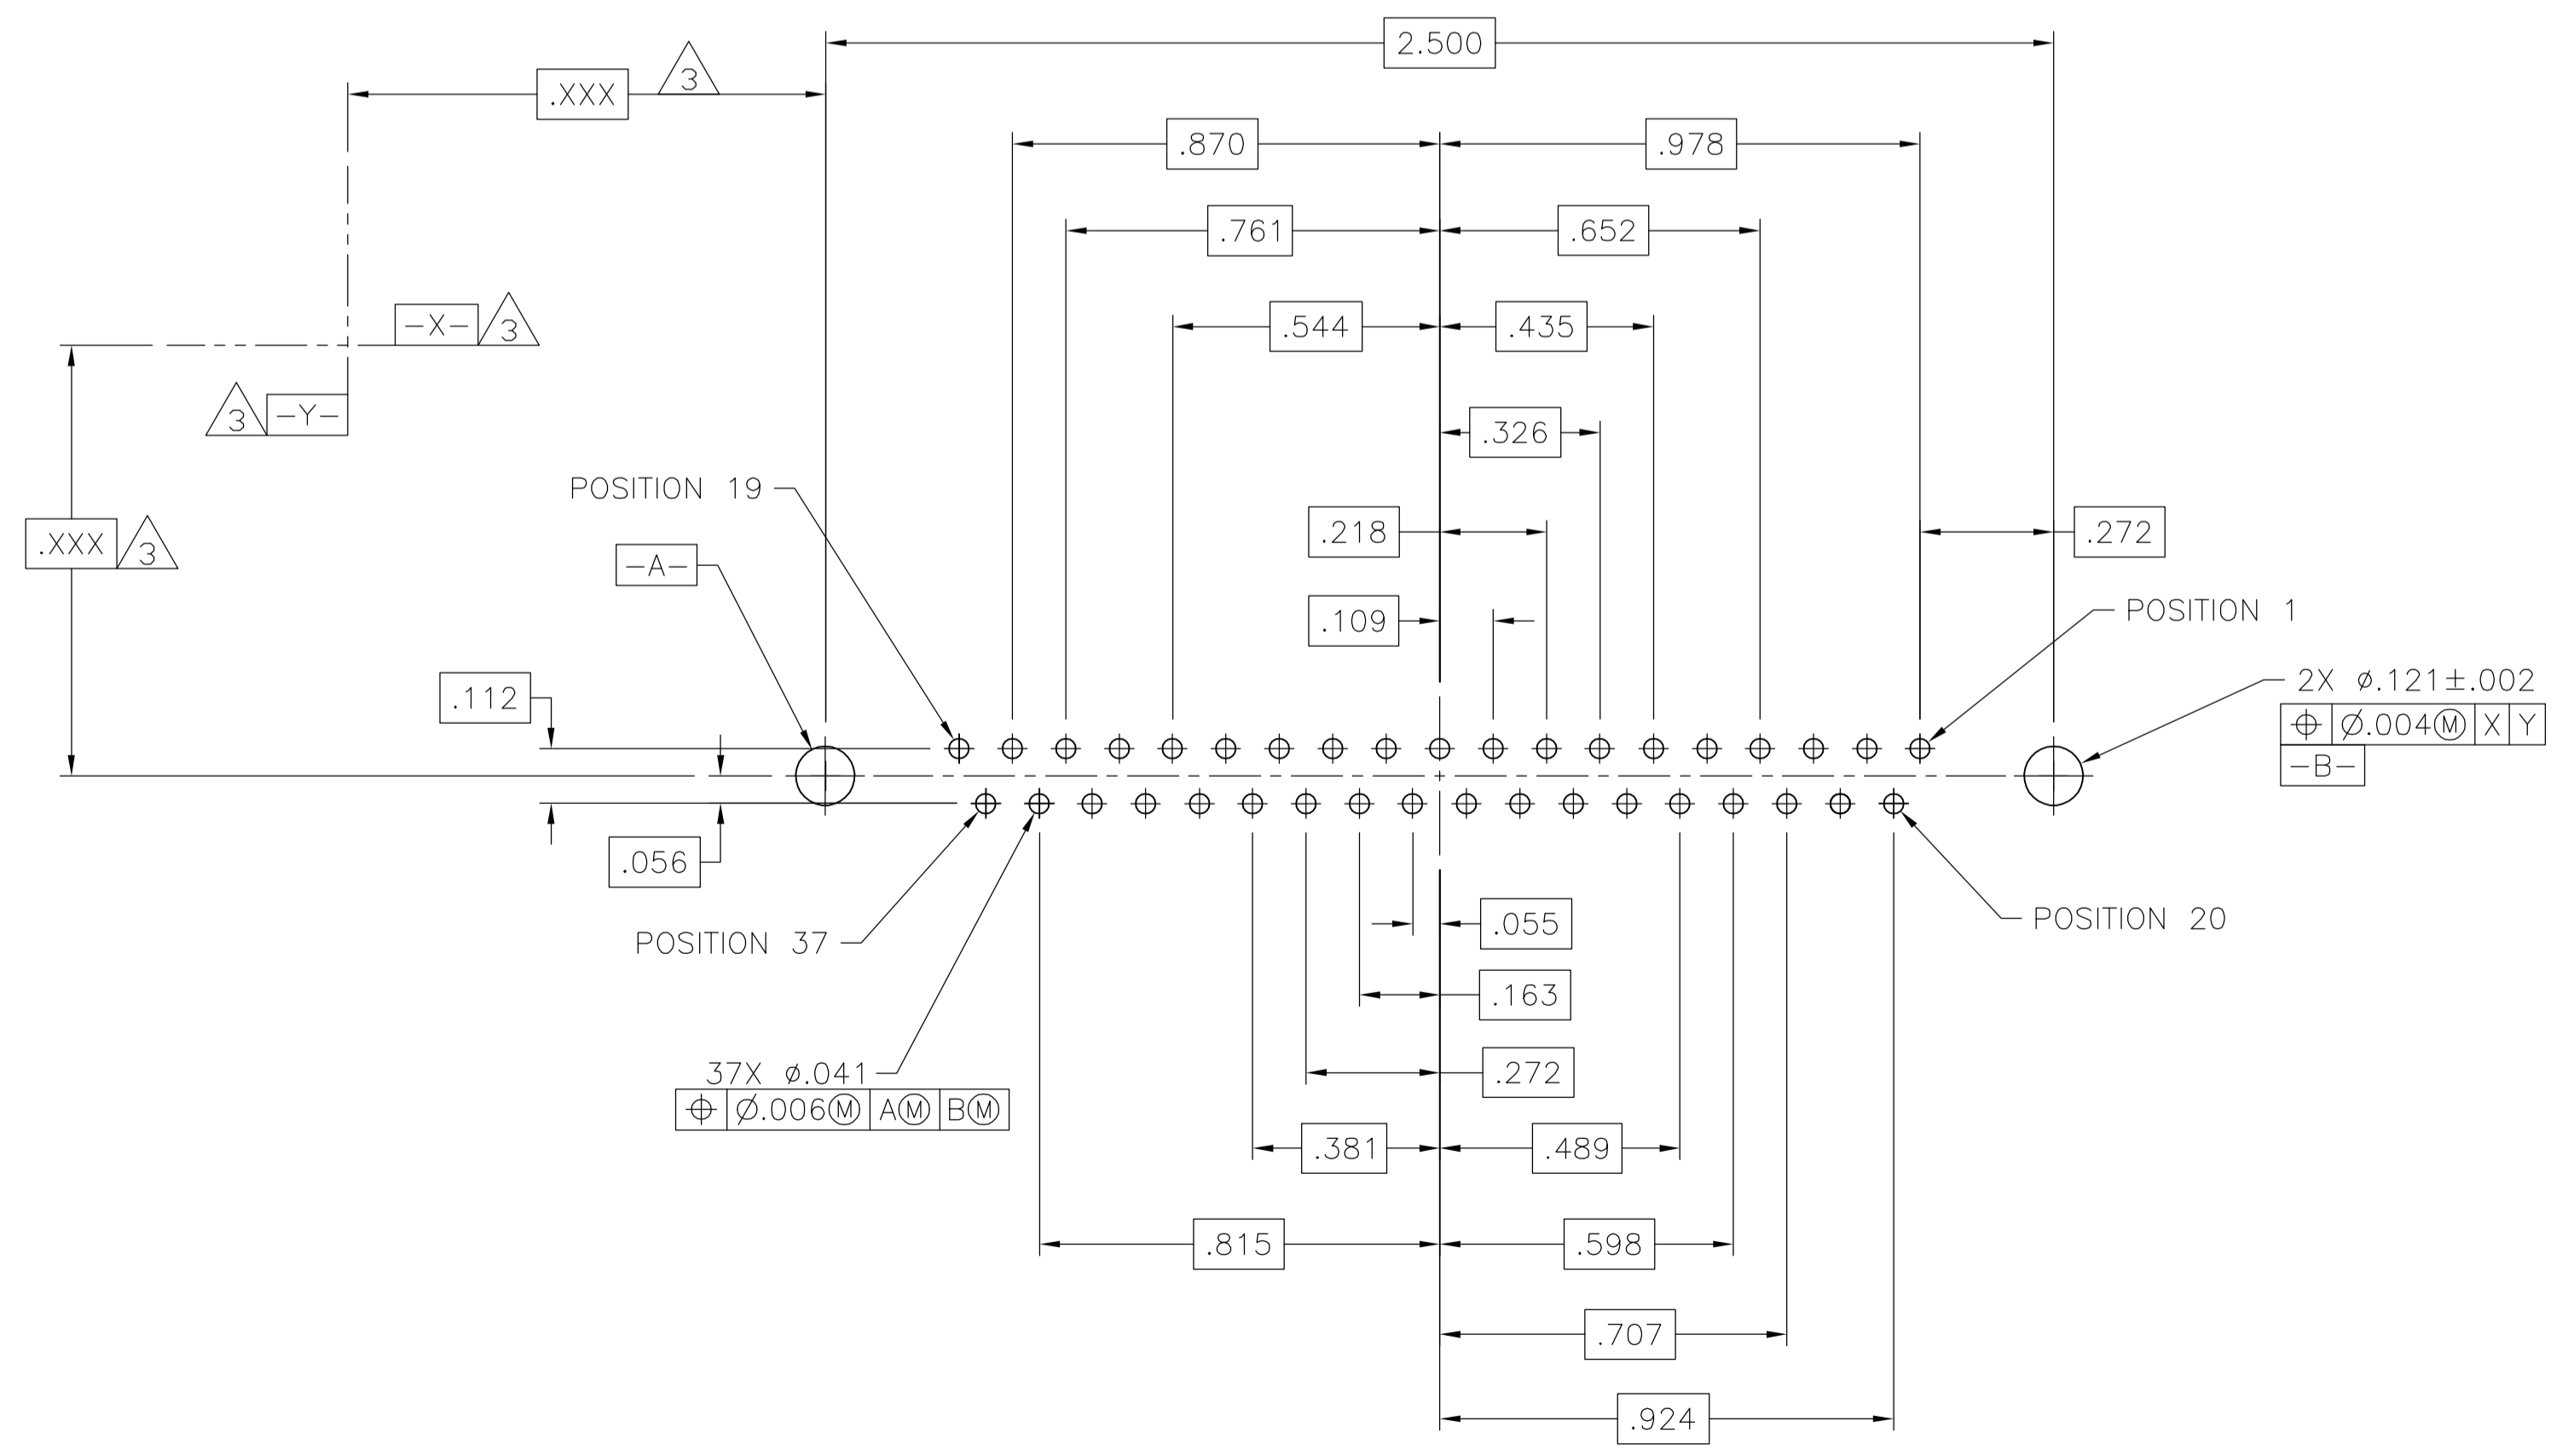 2.500
.XXX 3
.870
.978
.761
.652
.544
.435
-X- 3
3 -Y-
.326
POSITION 19
.218
.272
.XXX 3
-A-
.109
POSITION 1
.112
2X ⌀.121±.002
⌖ ⌀.004Ⓜ X Y
-B-
.056
.055
POSITION 20
POSITION 37
.163
37X ⌀.041
⌖ ⌀.006Ⓜ AⓂ BⓂ
.272
.381
.489
.815
.598
.707
.924